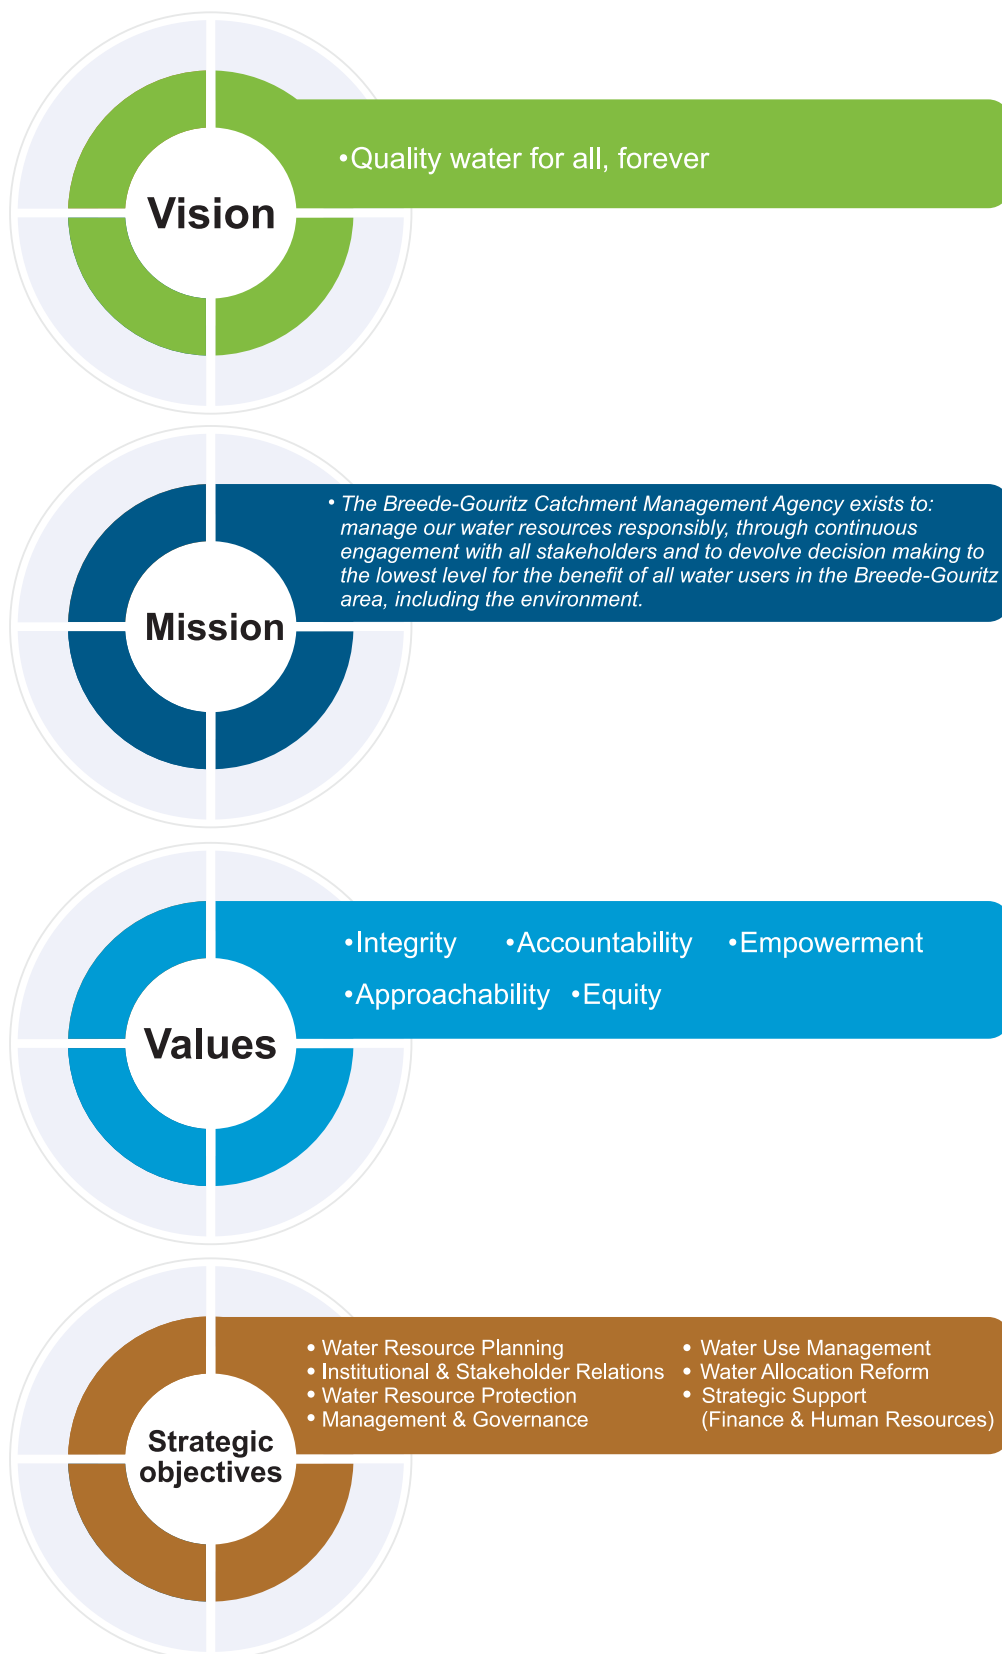 Vision
•Quality water for all, forever
Mission
• The Breede-Gouritz Catchment Management Agency exists to:
manage our water resources responsibly, through continuous
engagement with all stakeholders and to devolve decision making to
the lowest level for the benefit of all water users in the Breede-Gouritz
area, including the environment.
Values
•Integrity •Accountability •Empowerment
•Approachability •Equity
Strategic
objectives
• Water Resource Planning
• Institutional & Stakeholder Relations
• Water Resource Protection
• Management & Governance
• Water Use Management
• Water Allocation Reform
• Strategic Support
(Finance & Human Resources)